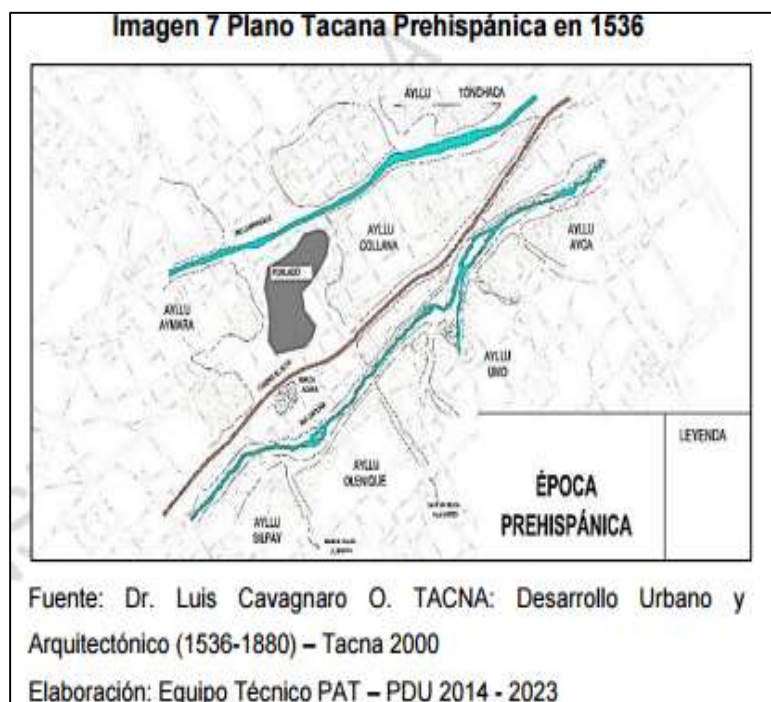 Imagen 7 Plano Tacana Prehispánica en 1536
AYLLU TONCHACA
AYLLU
COLLANA
AYLLU
AYCA
POBLADO
AYLLU
AYMARA
AYLLU
UMO
LEYENDA
AYLLU
OLENIQUE
ÉPOCA
PREHISPÁNICA
AYLLU
SILPAY
Fuente: Dr. Luis Cavagnaro O. TACNA: Desarrollo Urbano y
Arquitectónico (1536-1880) – Tacna 2000
Elaboración: Equipo Técnico PAT – PDU 2014 - 2023